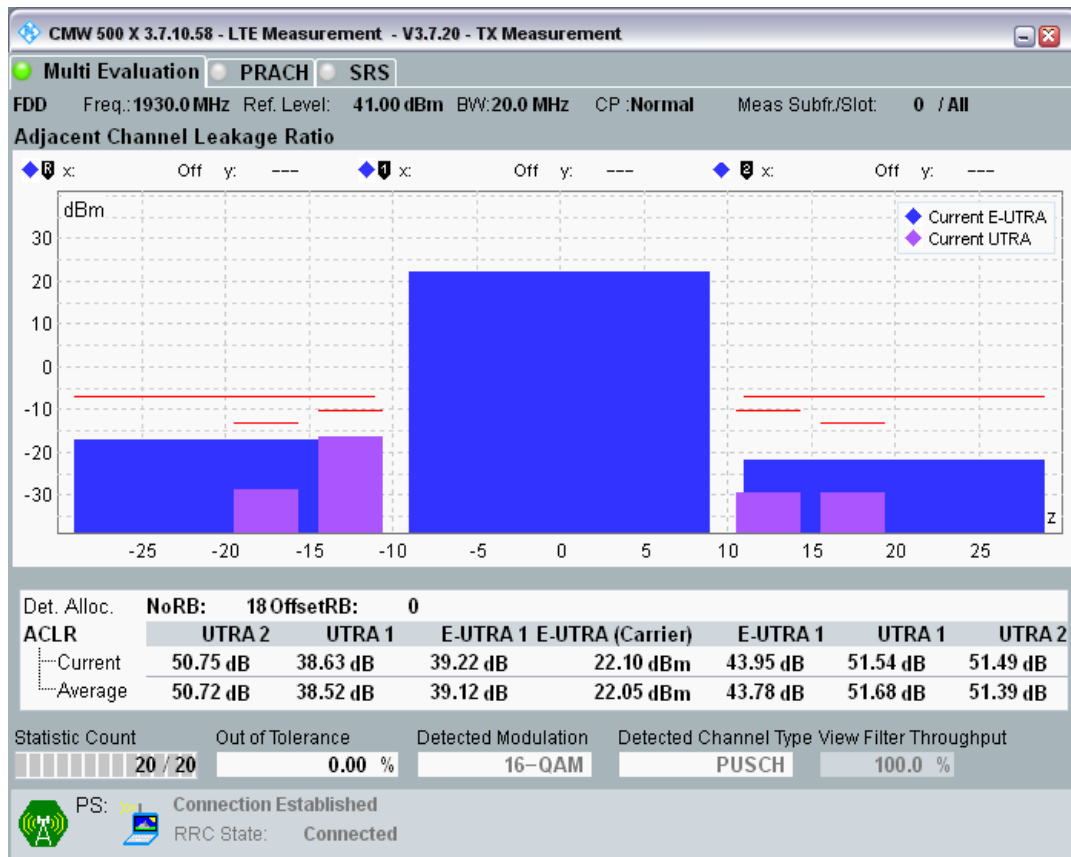 CMW 500 X 3.7.10.58 - LTE Measurement - V3.7.20 - TX Measurement
Multi Evaluation PRACH SRS
FDD Freq.: 1930.0 MHz Ref. Level: 41.00 dBm BW: 20.0 MHz CP : Normal Meas Subfr./Slot: 0 / All
Adjacent Channel Leakage Ratio
R x: Off y: --- 1 x: Off y: --- 2 x: Off y: ---
dBm
Current E-UTRA
Current UTRA
30
20
10
0
-10
-20
-30
z
-25 -20 -15 -10 -5 0 5 10 15 20 25
Det. Alloc. NoRB: 18 OffsetRB: 0
ACLR UTRA 2 UTRA 1 E-UTRA 1 E-UTRA (Carrier) E-UTRA 1 UTRA 1 UTRA 2
Current 50.75 dB 38.63 dB 39.22 dB 22.10 dBm 43.95 dB 51.54 dB 51.49 dB
Average 50.72 dB 38.52 dB 39.12 dB 22.05 dBm 43.78 dB 51.68 dB 51.39 dB
Statistic Count Out of Tolerance Detected Modulation Detected Channel Type View Filter Throughput
20 / 20 0.00 % 16-QAM PUSCH 100.0 %
PS: Connection Established
RRC State: Connected